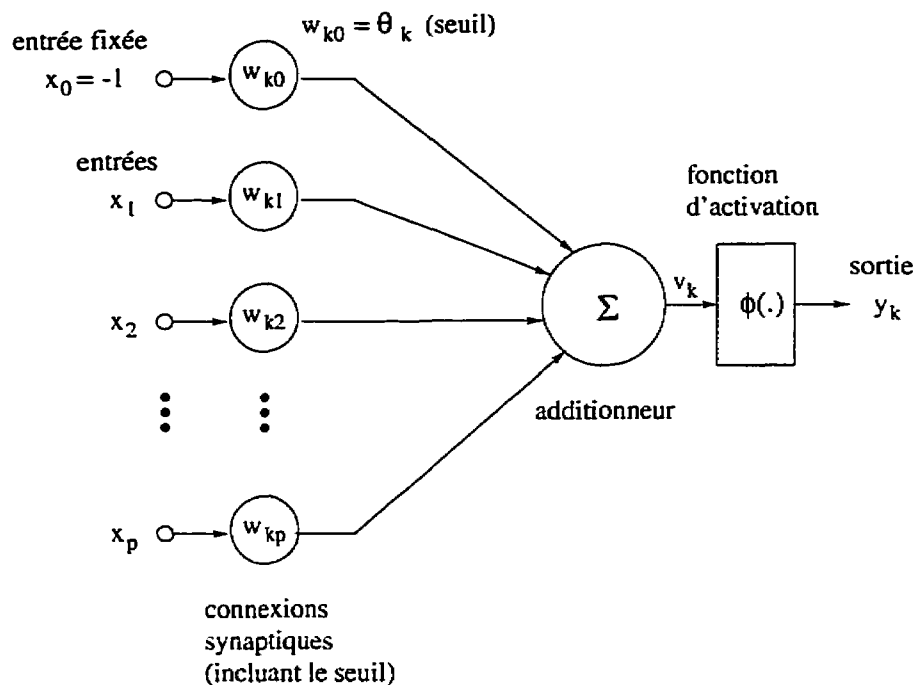 w_k0 = θ_k (seuil)
entrée fixée
x_0 = -1
w_k0
entrées
x_1
w_k1
fonction
d'activation
x_2
w_k2
Σ
v_k
ϕ(.)
sortie
y_k
additionneur
x_p
w_kp
connexions
synaptiques
(incluant le seuil)